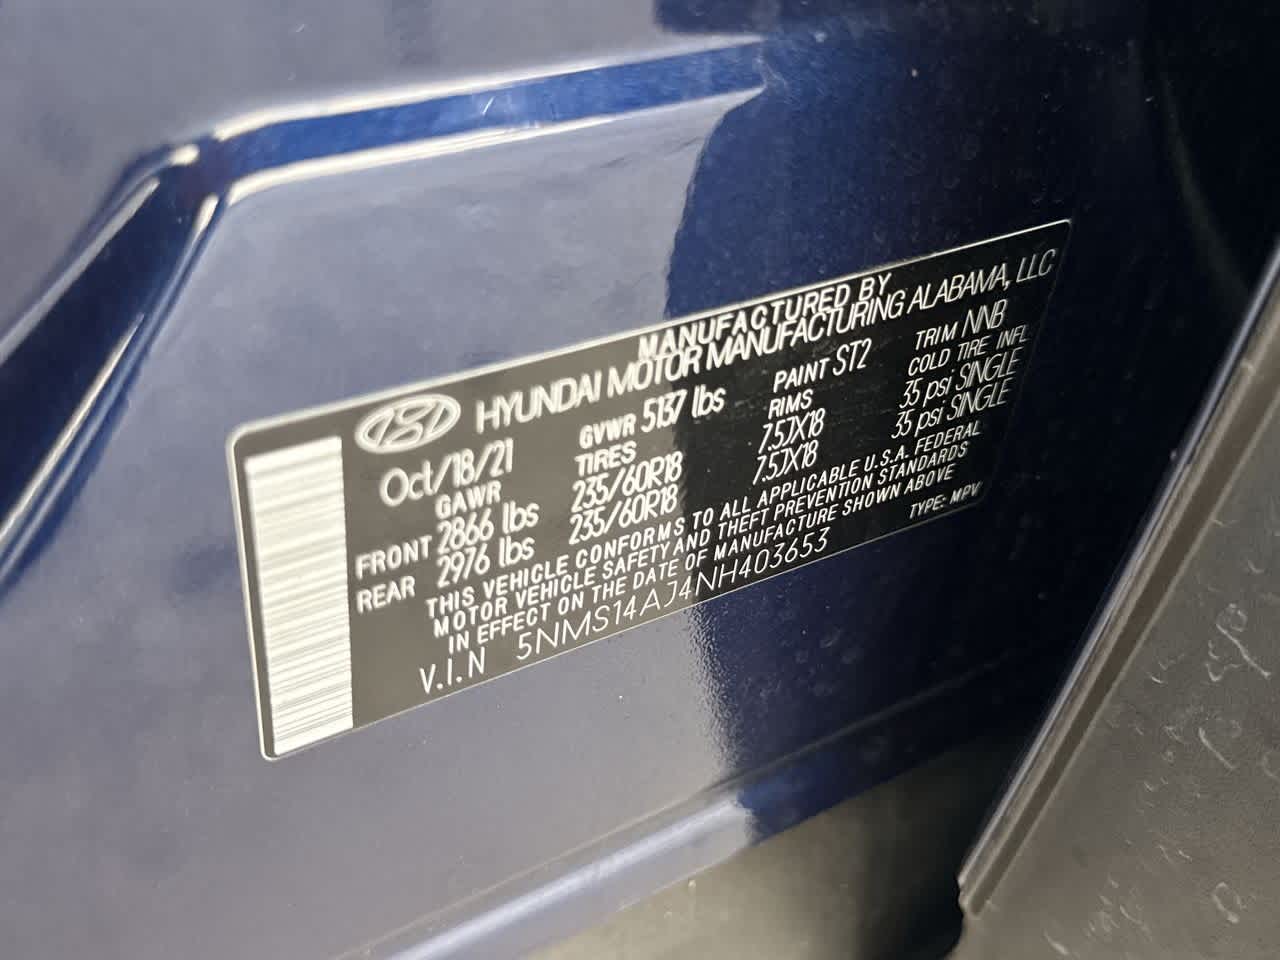 MANUFACTURED BY
HYUNDAI MOTOR MANUFACTURING ALABAMA, LLC
Oct/18/21 GVWR 5137 lbs PAINT ST2 TRIM NNB
GAWR TIRES RIMS COLD TIRE INFL
FRONT 2866 lbs 235/60R18 7.5JX18 35 psi SINGLE
REAR 2976 lbs 235/60R18 7.5JX18 35 psi SINGLE
THIS VEHICLE CONFORMS TO ALL APPLICABLE U.S.A. FEDERAL
MOTOR VEHICLE SAFETY AND THEFT PREVENTION STANDARDS
IN EFFECT ON THE DATE OF MANUFACTURE SHOWN ABOVE
V.I.N 5NMS14AJ4NH403653 TYPE: MPV